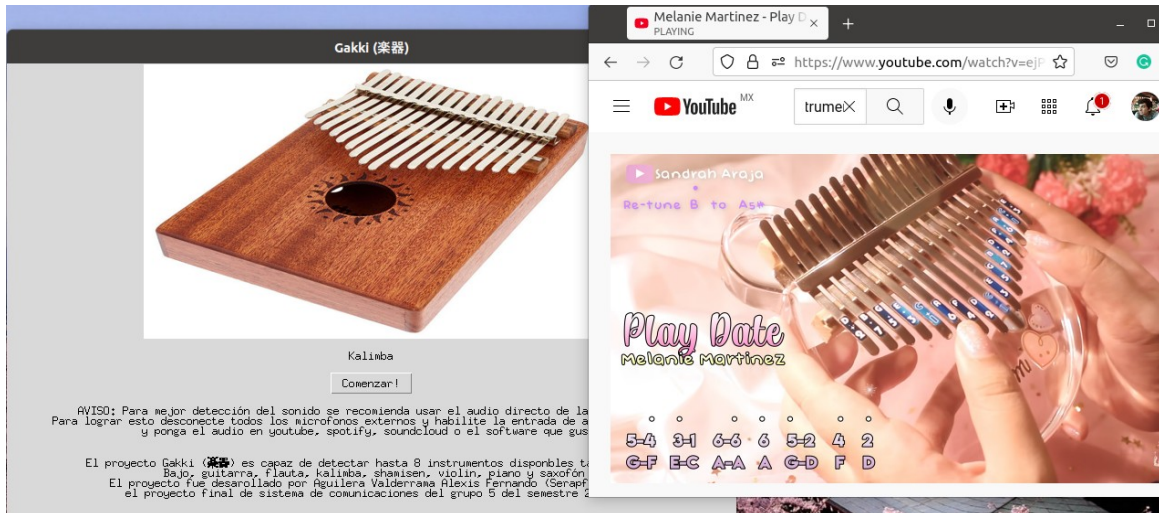 Gakki (楽器)
Kalimba
Comenzar!
AVISO: Para mejor detección del sonido se recomienda usar el audio directo de la
Para lograr esto desconecte todos los microfonos externos y habilite la entrada de a
y ponga el audio en youtube, spotify, soundcloud o el software que gus
El proyecto Gakki (楽器) es capaz de detectar hasta 8 instrumentos disponbles ta
Bajo, guitarra, flauta, kalimba, shamisen, violin, piano y saxofón
El proyecto fue desarollado por Aguilera Valderrama Alexis Fernando (Serapf
el proyecto final de sistema de comunicaciones del grupo 5 del semestre 2
Melanie Martinez - Play D
PLAYING
https://www.youtube.com/watch?v=ejP
YouTube MX
trumei
1
Sandrah Araja
Re-tune B to As#
Play Date
Melanie Martinez
5-4 3-1 6-6 6 5-2 4 2
G-F E-C A-A A G-D F D